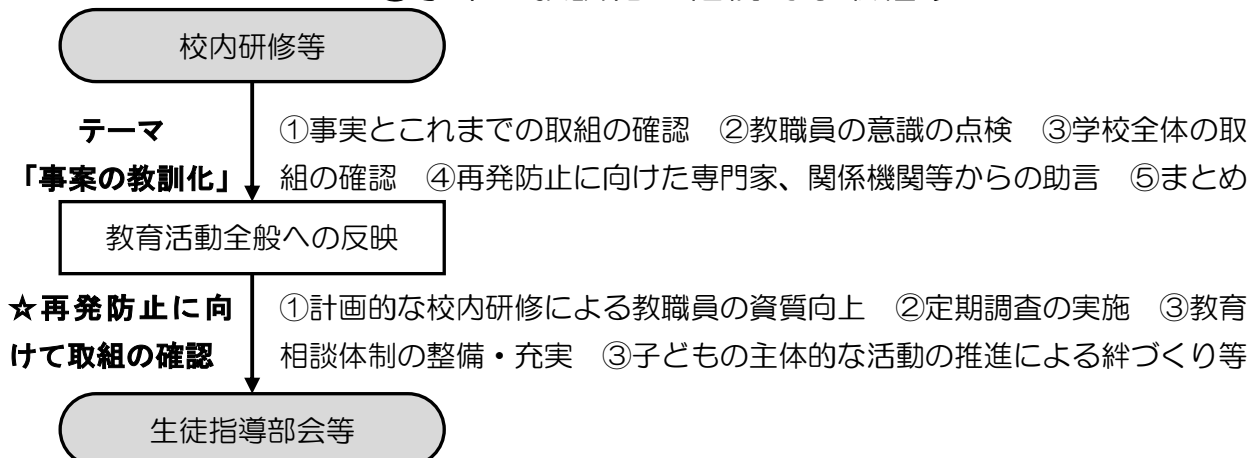 校内研修等
テーマ
「事案の教訓化」
①事実とこれまでの取組の確認 ②教職員の意識の点検 ③学校全体の取
組の確認 ④再発防止に向けた専門家、関係機関等からの助言 ⑤まとめ
教育活動全般への反映
☆再発防止に向
けて取組の確認
①計画的な校内研修による教職員の資質向上 ②定期調査の実施 ③教育
相談体制の整備・充実 ③子どもの主体的な活動の推進による絆づくり等
生徒指導部会等